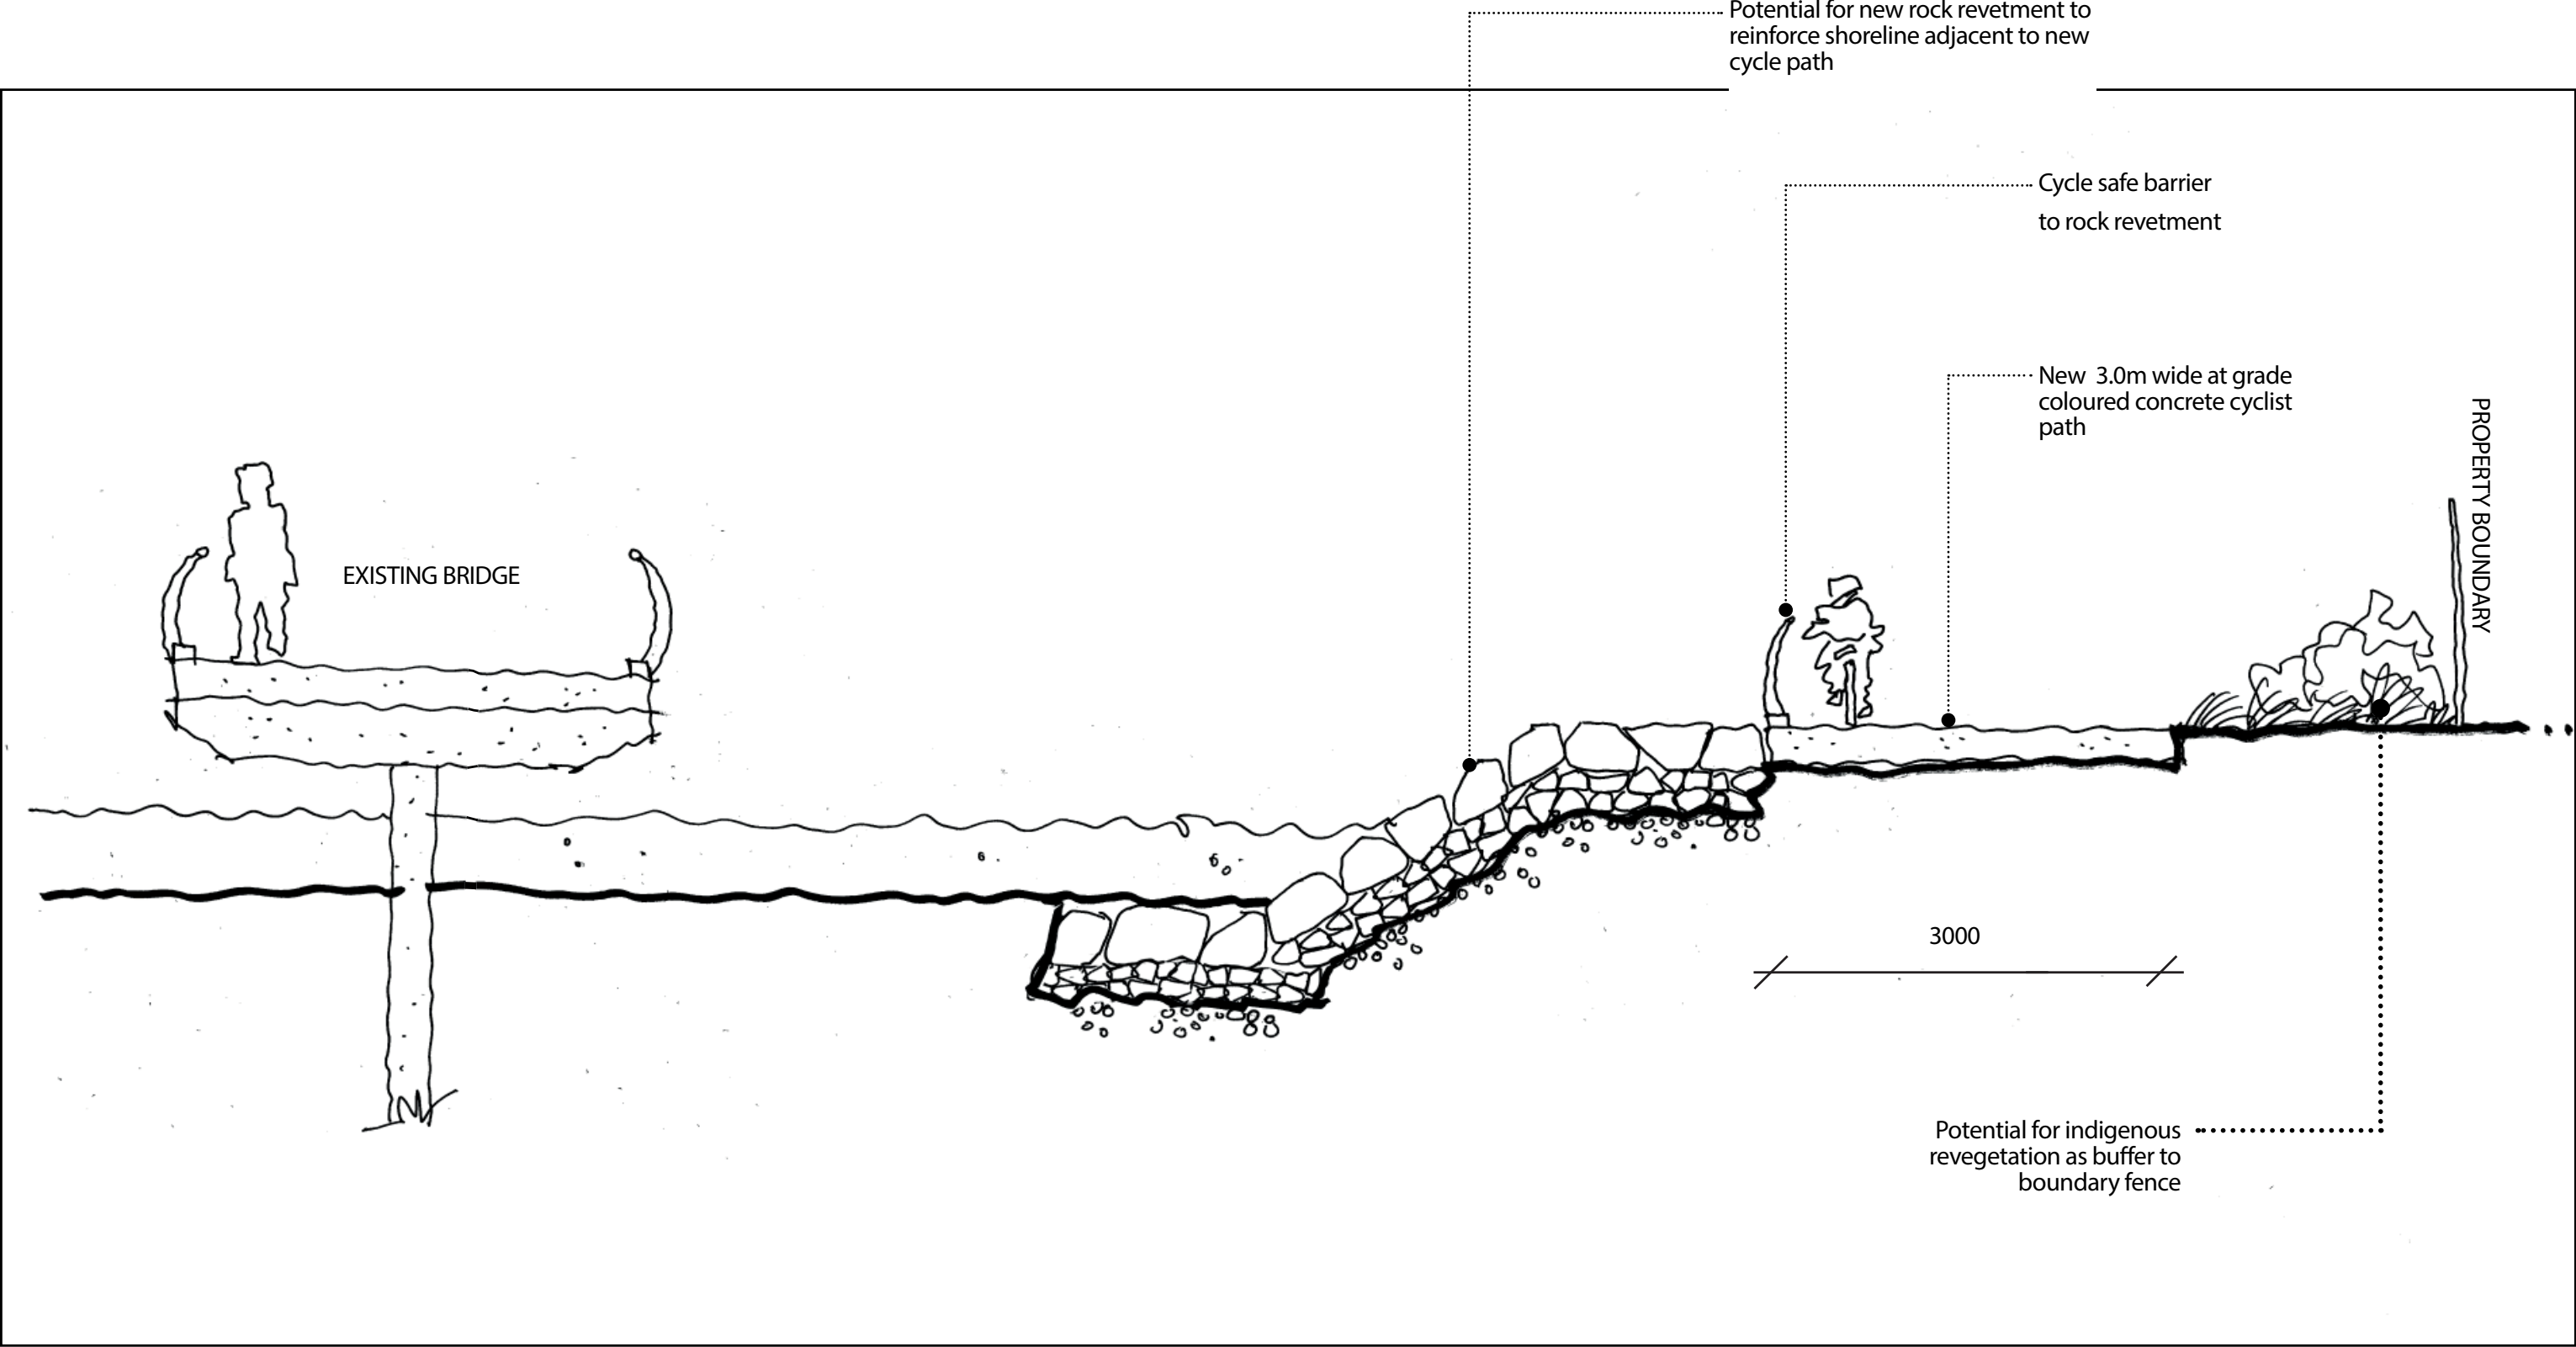 Potential for new rock revetment to
reinforce shoreline adjacent to new
cycle path
Cycle safe barrier
to rock revetment
New  3.0m wide at grade
coloured concrete cyclist
path
PROPERTY BOUNDARY
EXISTING BRIDGE
3000
Potential for indigenous
revegetation as buffer to
boundary fence